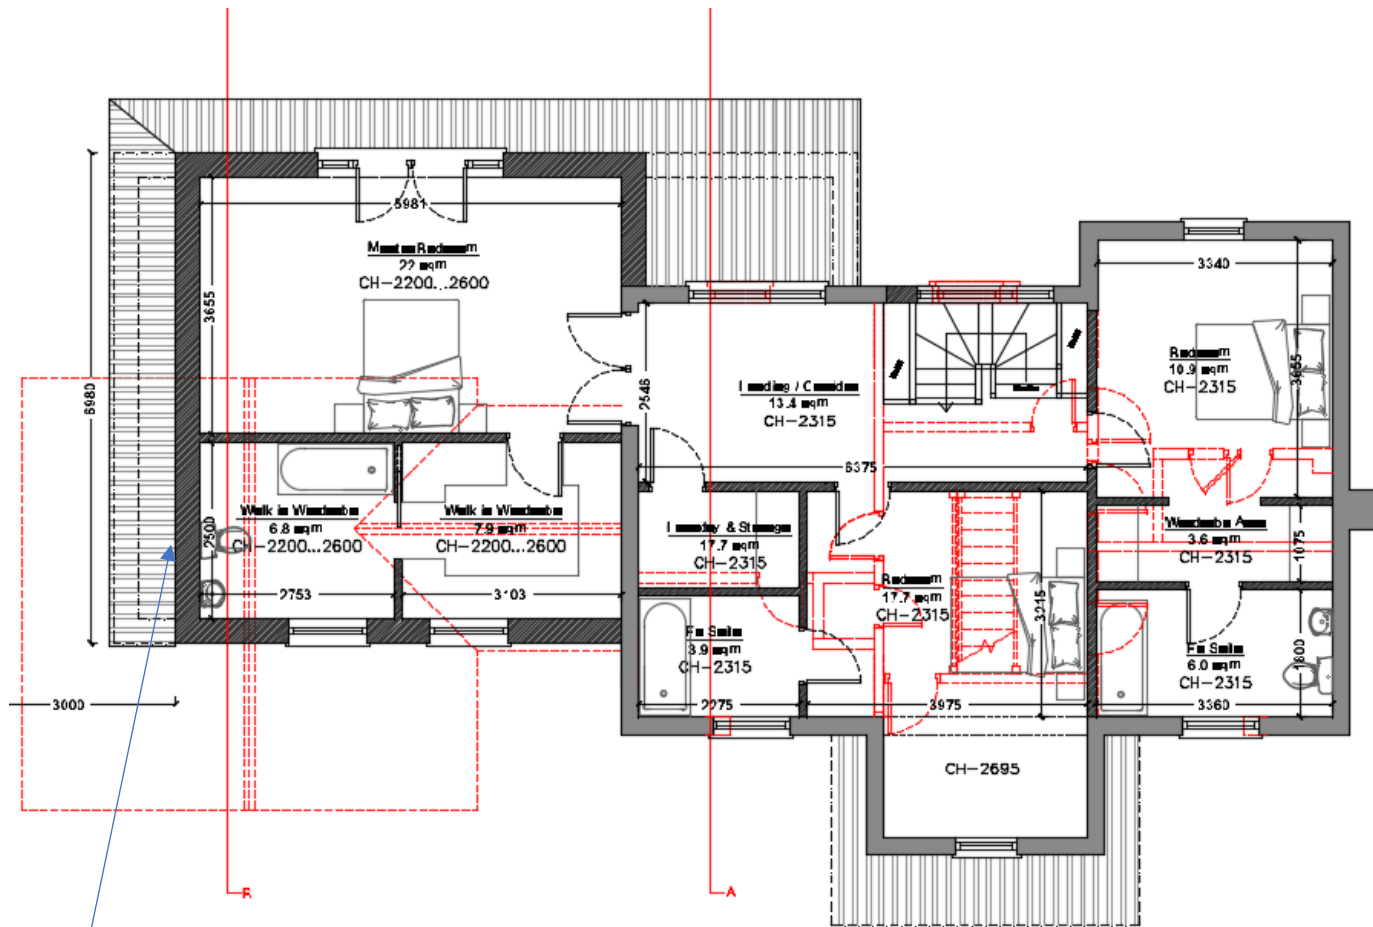 5981
Master Bedroom
22 sqm
CH-2200...2600
3655
6980
2546
Landing / Corridor
13.4 sqm
CH-2315
6375
3340
Bedroom
10.9 sqm
CH-2315
3655
Walk in Wardrobe
6.8 sqm
CH-2200...2600
2500
2753
Walk in Wardrobe
7.9 sqm
CH-2200...2600
3103
Laundry & Storage
17.7 sqm
CH-2315
Wardrobe Area
3.6 sqm
CH-2315
1075
Bedroom
17.7 sqm
CH-2315
3215
En Suite
3.9 sqm
CH-2315
2275
3975
En Suite
6.0 sqm
CH-2315
1800
3360
3000
CH-2695
B
A